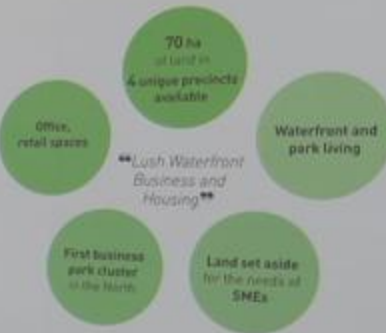 70 ha
of land in
4 unique precincts
available
Office,
retail spaces
Waterfront and
park living
❝Lush Waterfront
Business and
Housing❞
First business
park cluster
in the North
Land set aside
for the needs of
SMEs